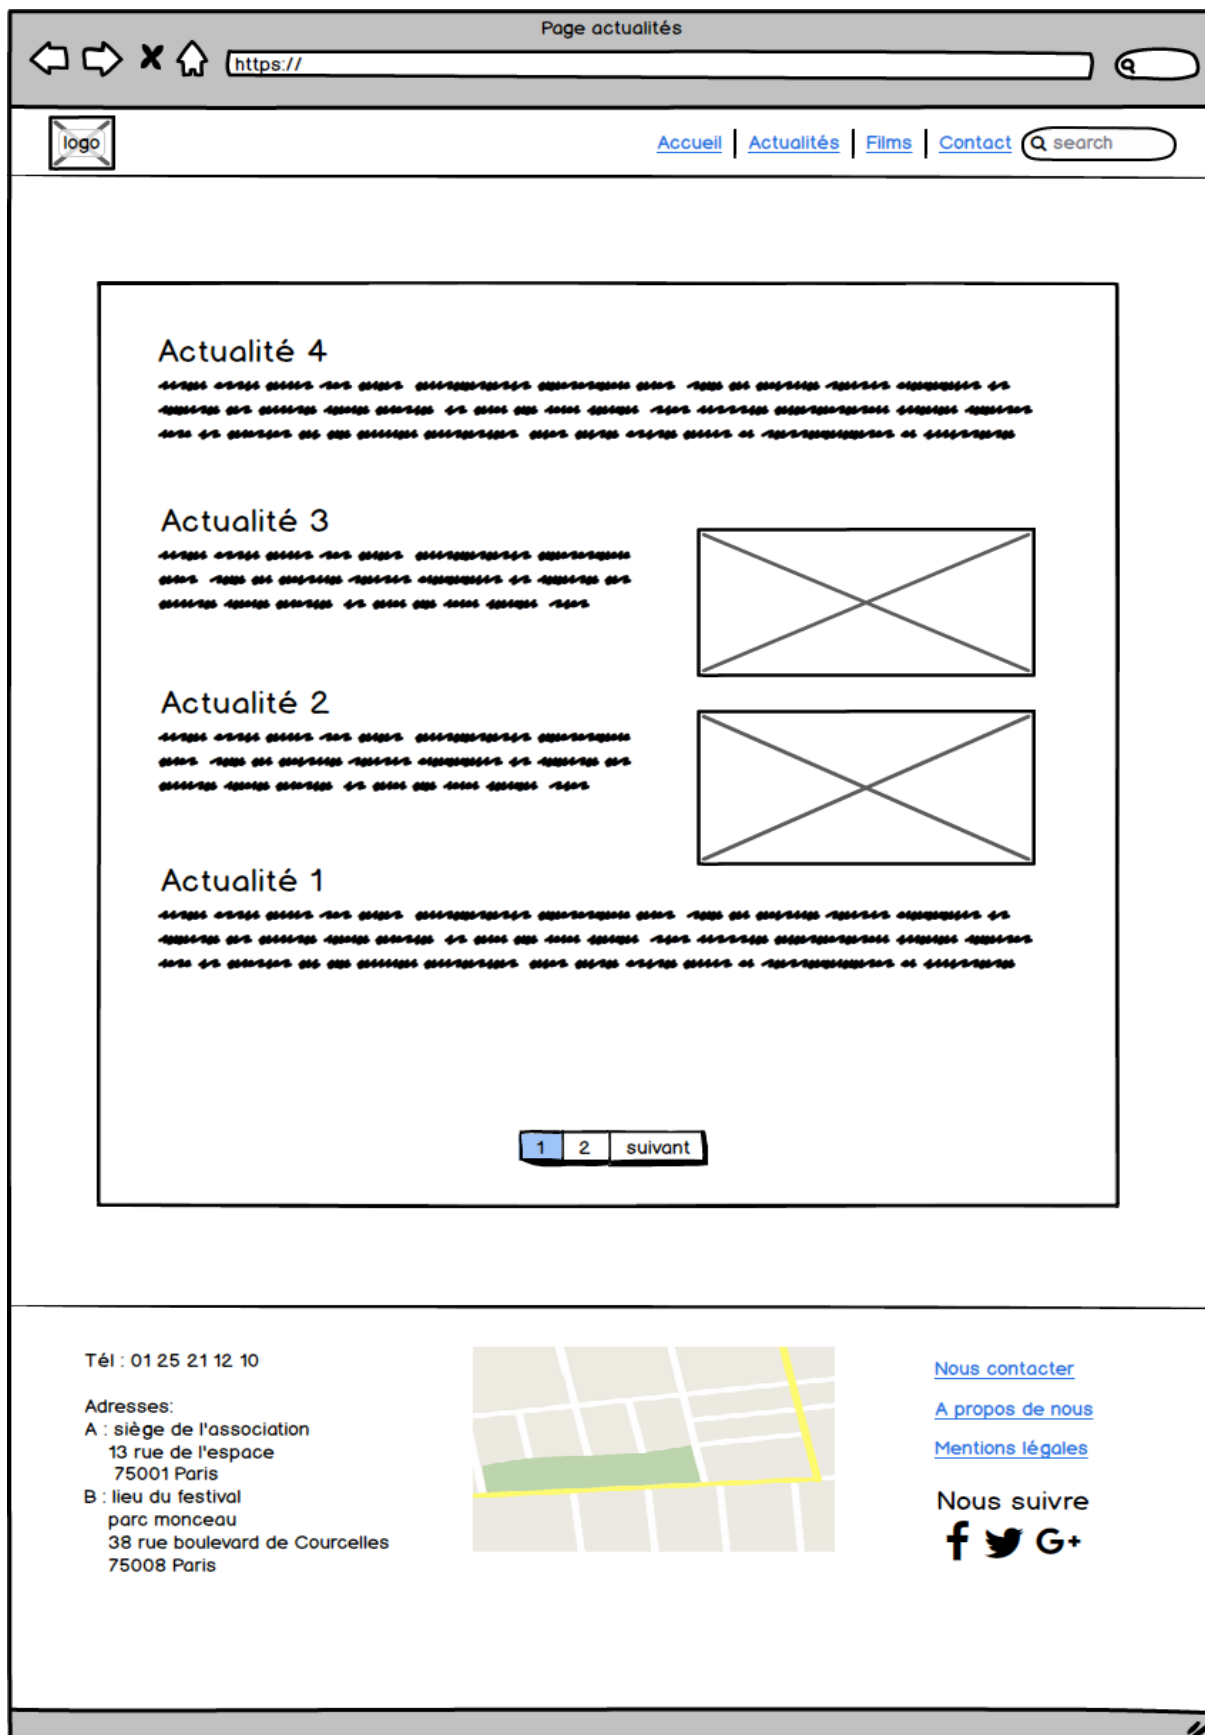 Page actualités
https://
logo
Accueil
Actualités
Films
Contact
search
Actualité 4
Actualité 3
Actualité 2
Actualité 1
1 2 suivant
Tél : 01 25 21 12 10
Adresses:
A : siège de l'association
13 rue de l'espace
75001 Paris
B : lieu du festival
parc monceau
38 rue boulevard de Courcelles
75008 Paris
Nous contacter
A propos de nous
Mentions légales
Nous suivre
G+